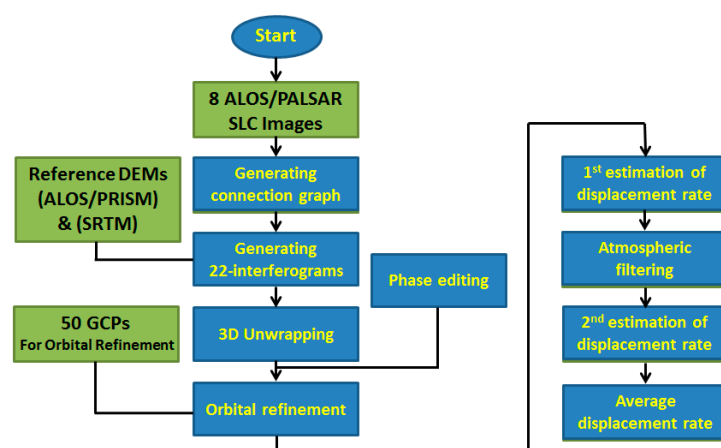 Start
8 ALOS/PALSAR
SLC Images
Reference DEMs
(ALOS/PRISM)
& (SRTM)
Generating
connection graph
Generating
22-interferograms
Phase editing
50 GCPs
For Orbital Refinement
3D Unwrapping
Orbital refinement
1st estimation of
displacement rate
Atmospheric
filtering
2nd estimation of
displacement rate
Average
displacement rate